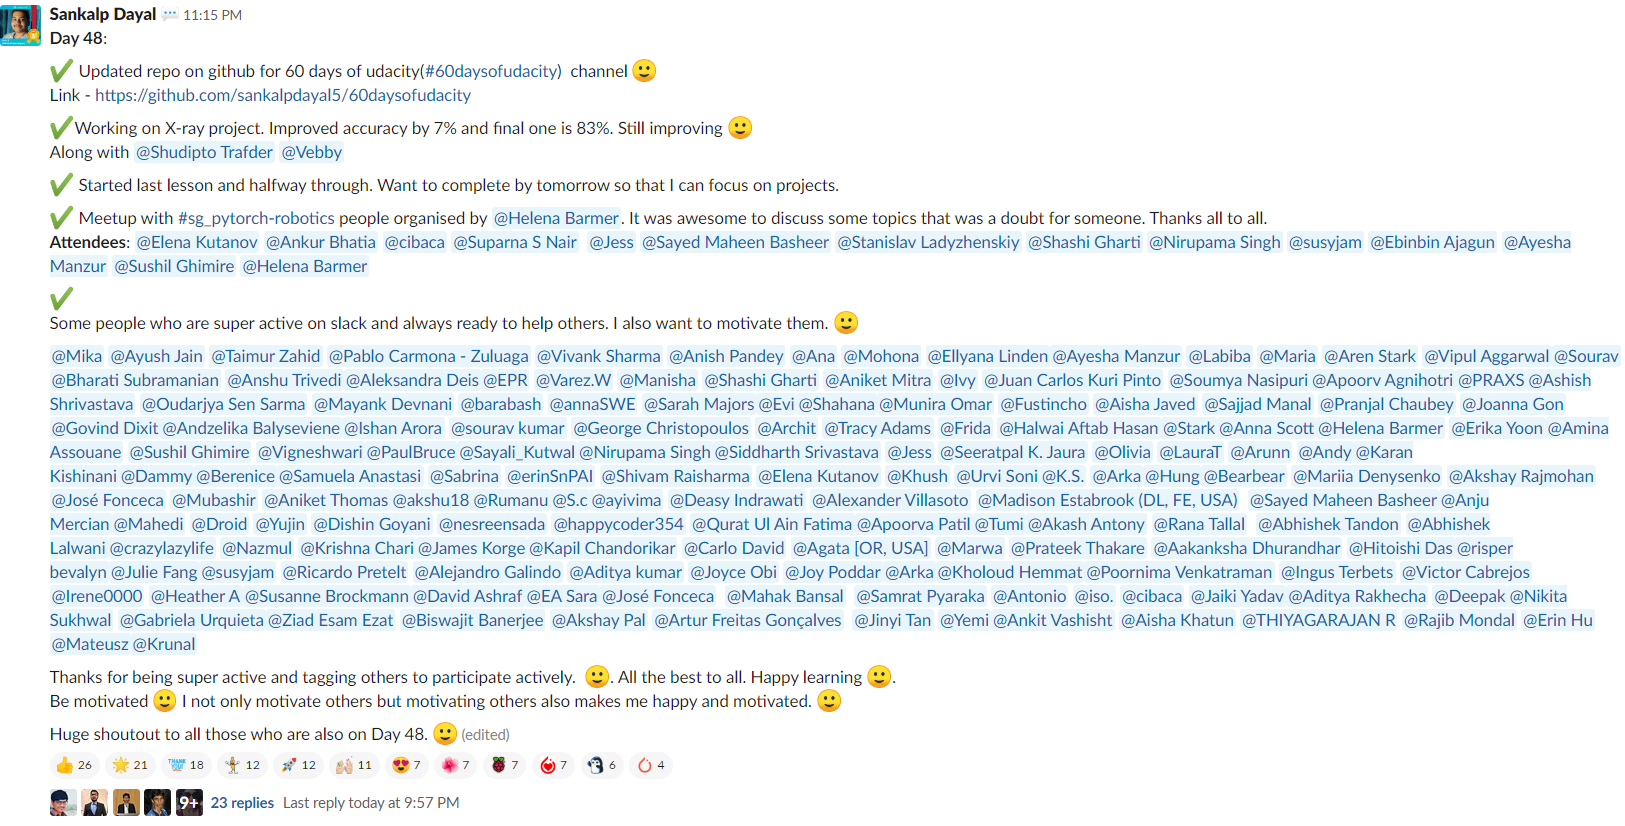 Sankalp Dayal 11:15 PM
Day 48:
Updated repo on github for 60 days of udacity(#60daysofudacity) channel
Link - https://github.com/sankalpdayal5/60daysofudacity
Working on X-ray project. Improved accuracy by 7% and final one is 83%. Still improving
Along with @Shudipto Trafder @Vebby
Started last lesson and halfway through. Want to complete by tomorrow so that I can focus on projects.
Meetup with #sg_pytorch-robotics people organised by @Helena Barmer. It was awesome to discuss some topics that was a doubt for someone. Thanks all to all.
Attendees: @Elena Kutanov @Ankur Bhatia @cibaca @Suparna S Nair @Jess @Sayed Maheen Basheer @Stanislav Ladyzhenskiy @Shashi Gharti @Nirupama Singh @susyjam @Ebinbin Ajagun @Ayesha
Manzur @Sushil Ghimire @Helena Barmer
Some people who are super active on slack and always ready to help others. I also want to motivate them.
@Mika @Ayush Jain @Taimur Zahid @Pablo Carmona - Zuluaga @Vivank Sharma @Anish Pandey @Ana @Mohona @Ellyana Linden @Ayesha Manzur @Labiba @Maria @Aren Stark @Vipul Aggarwal @Sourav
@Bharati Subramanian @Anshu Trivedi @Aleksandra Deis @EPR @Varez.W @Manisha @Shashi Gharti @Aniket Mitra @Ivy @Juan Carlos Kuri Pinto @Soumya Nasipuri @Apoorv Agnihotri @PRAXS @Ashish
Shrivastava @Oudarjya Sen Sarma @Mayank Devnani @barabash @annaSWE @Sarah Majors @Evi @Shahana @Munira Omar @Fustincho @Aisha Javed @Sajjad Manal @Pranjal Chaubey @Joanna Gon
@Govind Dixit @Andzelika Balyseviene @Ishan Arora @sourav kumar @George Christopoulos @Archit @Tracy Adams @Frida @Halwai Aftab Hasan @Stark @Anna Scott @Helena Barmer @Erika Yoon @Amina
Assouane @Sushil Ghimire @Vigneshwari @PaulBruce @Sayali_Kutwal @Nirupama Singh @Siddharth Srivastava @Jess @Seeratpal K. Jaura @Olivia @LauraT @Arunn @Andy @Karan
Kishinani @Dammy @Berenice @Samuela Anastasi @Sabrina @erinSnPAI @Shivam Raisharma @Elena Kutanov @Khush @Urvi Soni @K.S. @Arka @Hung @Bearbear @Mariia Denysenko @Akshay Rajmohan
@José Fonceca @Mubashir @Aniket Thomas @akshu18 @Rumanu @S.c @ayivima @Deasy Indrawati @Alexander Villasoto @Madison Estabrook (DL, FE, USA) @Sayed Maheen Basheer @Anju
Mercian @Mahedi @Droid @Yujin @Dishin Goyani @nesreensada @happycoder354 @Qurat Ul Ain Fatima @Apoorva Patil @Tumi @Akash Antony @Rana Tallal @Abhishek Tandon @Abhishek
Lalwani @crazylazylife @Nazmul @Krishna Chari @James Korge @Kapil Chandorikar @Carlo David @Agata [OR, USA] @Marwa @Prateek Thakare @Aakanksha Dhurandhar @Hitoishi Das @risper
bevalyn @Julie Fang @susyjam @Ricardo Pretelt @Alejandro Galindo @Aditya kumar @Joyce Obi @Joy Poddar @Arka @Kholoud Hemmat @Poornima Venkatraman @Ingus Terbets @Victor Cabrejos
@Irene0000 @Heather A @Susanne Brockmann @David Ashraf @EA Sara @José Fonceca @Mahak Bansal @Samrat Pyaraka @Antonio @iso. @cibaca @Jaiki Yadav @Aditya Rakhecha @Deepak @Nikita
Sukhwal @Gabriela Urquieta @Ziad Esam Ezat @Biswajit Banerjee @Akshay Pal @Artur Freitas Gonçalves @Jinyi Tan @Yemi @Ankit Vashisht @Aisha Khatun @THIYAGARAJAN R @Rajib Mondal @Erin Hu
@Mateusz @Krunal
Thanks for being super active and tagging others to participate actively. . All the best to all. Happy learning .
Be motivated I not only motivate others but motivating others also makes me happy and motivated.
Huge shoutout to all those who are also on Day 48. (edited)
26 21 THANK YOU! 18 12 12 11 7 7 7 7 6 4
9+ 23 replies Last reply today at 9:57 PM